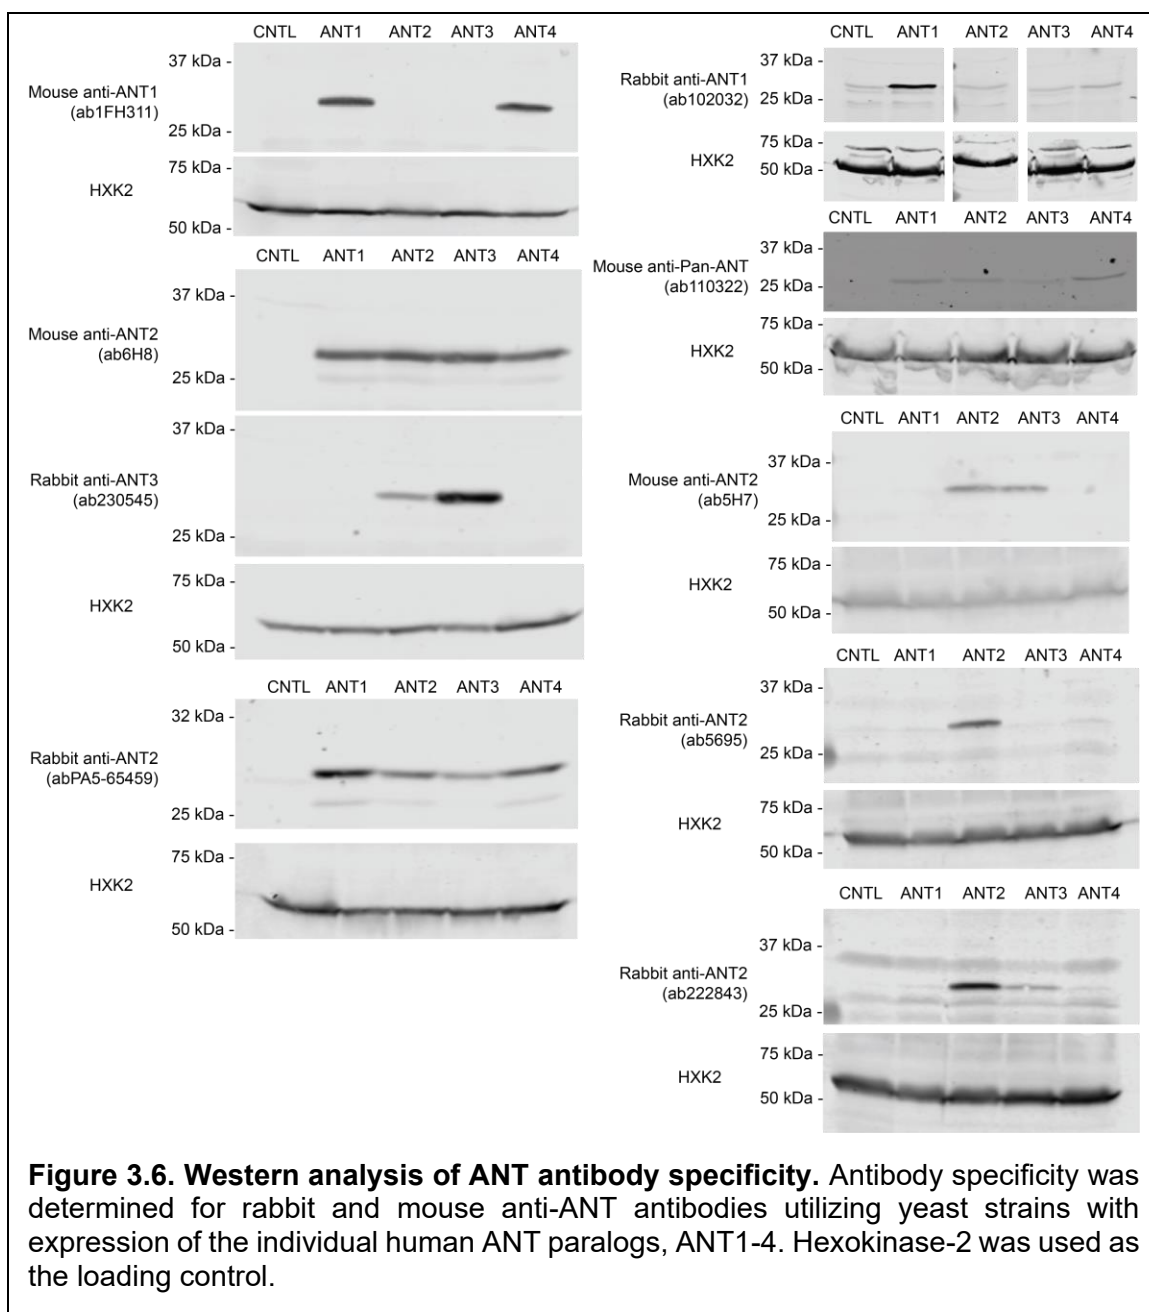 CNTL ANT1 ANT2 ANT3 ANT4
37 kDa -
Mouse anti-ANT1
(ab1FH311)
25 kDa -
75 kDa -
HXK2
50 kDa -
CNTL ANT1 ANT2 ANT3 ANT4
37 kDa -
Mouse anti-ANT2
(ab6H8)
25 kDa -
37 kDa -
Rabbit anti-ANT3
(ab230545)
25 kDa -
75 kDa -
HXK2
50 kDa -
CNTL ANT1 ANT2 ANT3 ANT4
32 kDa -
Rabbit anti-ANT2
(abPA5-65459)
25 kDa -
75 kDa -
HXK2
50 kDa -
CNTL ANT1 ANT2 ANT3 ANT4
37 kDa -
Rabbit anti-ANT1
(ab102032)
25 kDa -
75 kDa -
HXK2
50 kDa -
CNTL ANT1 ANT2 ANT3 ANT4
37 kDa -
Mouse anti-Pan-ANT
(ab110322)
25 kDa -
75 kDa -
HXK2
50 kDa -
CNTL ANT1 ANT2 ANT3 ANT4
37 kDa -
Mouse anti-ANT2
(ab5H7)
25 kDa -
75 kDa -
HXK2
50 kDa -
CNTL ANT1 ANT2 ANT3 ANT4
37 kDa -
Rabbit anti-ANT2
(ab5695)
25 kDa -
75 kDa -
HXK2
50 kDa -
CNTL ANT1 ANT2 ANT3 ANT4
37 kDa -
Rabbit anti-ANT2
(ab222843)
25 kDa -
75 kDa -
HXK2
50 kDa -
Figure 3.6. Western analysis of ANT antibody specificity. Antibody specificity was
determined for rabbit and mouse anti-ANT antibodies utilizing yeast strains with
expression of the individual human ANT paralogs, ANT1-4. Hexokinase-2 was used as
the loading control.